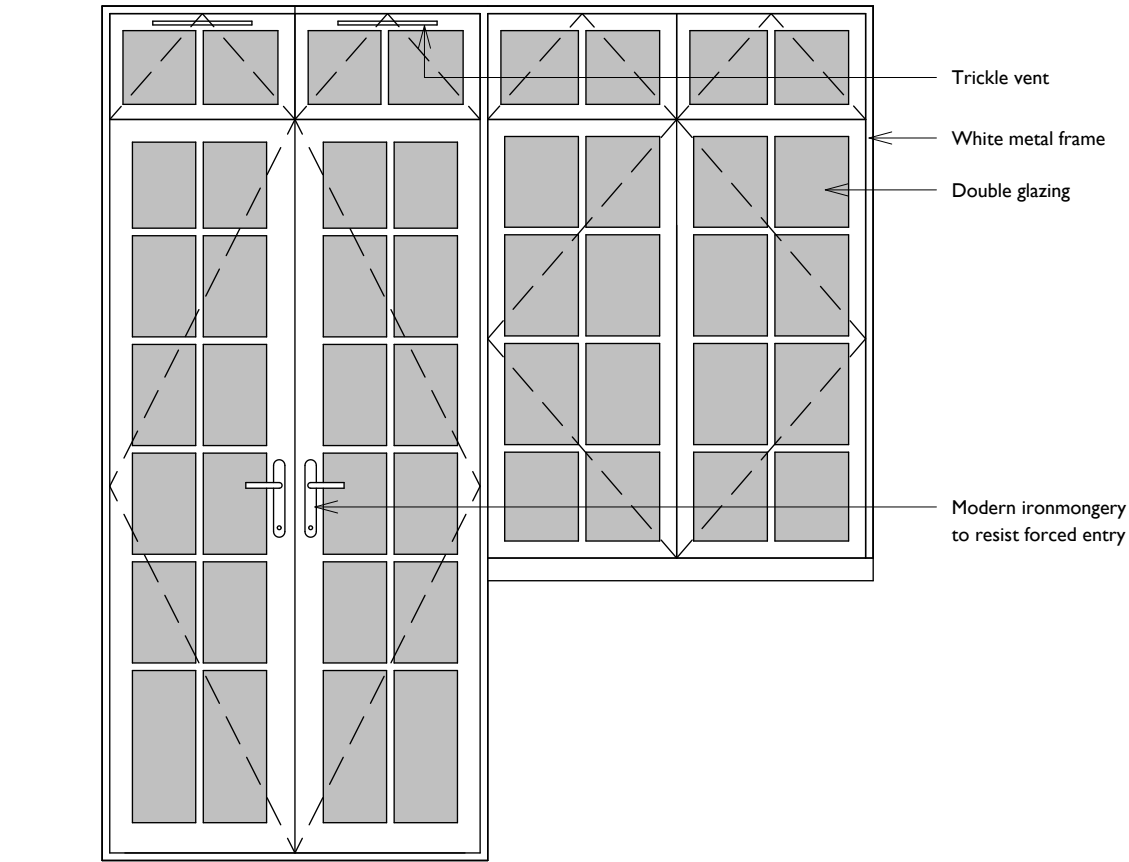 Trickle vent
White metal frame
Double glazing
Modern ironmongery
to resist forced entry